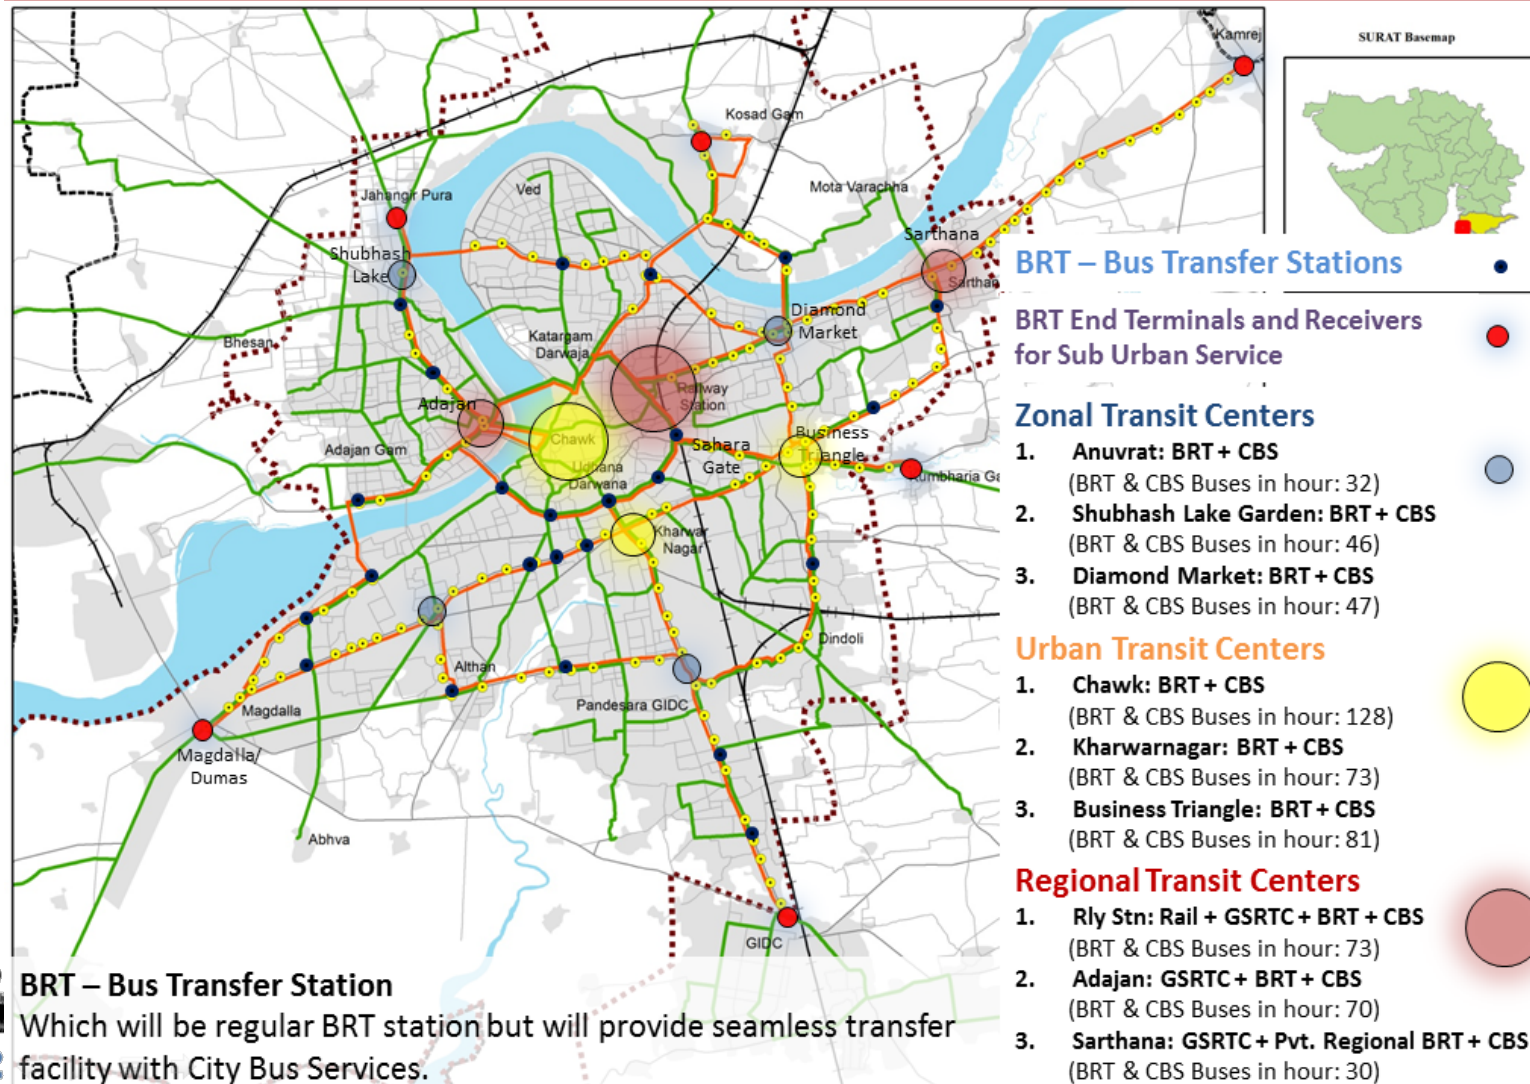 Kamrej
SURAT Basemap
Kosad Gam
Ved
Mota Varachha
Jahangir Pura
Sarthana
Shubhash
Lake
Sarthan
Diamond
Market
Katargam
Darwaja
Bhesan
Railway
Station
Adajan
Chawk
Business
Triangle
Sahara
Gate
Adajan Gam
Udhana
Darwana
Kumbharia Ga
Kharwar
Nagar
Dindoli
Althan
Pandesara GIDC
Magdalla
Magdalla/
Dumas
Abhva
GIDC
BRT – Bus Transfer Station
Which will be regular BRT station but will provide seamless transfer
facility with City Bus Services.
BRT – Bus Transfer Stations
BRT End Terminals and Receivers
for Sub Urban Service
Zonal Transit Centers
1. Anuvrat: BRT + CBS
(BRT & CBS Buses in hour: 32)
2. Shubhash Lake Garden: BRT + CBS
(BRT & CBS Buses in hour: 46)
3. Diamond Market: BRT + CBS
(BRT & CBS Buses in hour: 47)
Urban Transit Centers
1. Chawk: BRT + CBS
(BRT & CBS Buses in hour: 128)
2. Kharwarnagar: BRT + CBS
(BRT & CBS Buses in hour: 73)
3. Business Triangle: BRT + CBS
(BRT & CBS Buses in hour: 81)
Regional Transit Centers
1. Rly Stn: Rail + GSRTC + BRT + CBS
(BRT & CBS Buses in hour: 73)
2. Adajan: GSRTC + BRT + CBS
(BRT & CBS Buses in hour: 70)
3. Sarthana: GSRTC + Pvt. Regional BRT + CBS
(BRT & CBS Buses in hour: 30)